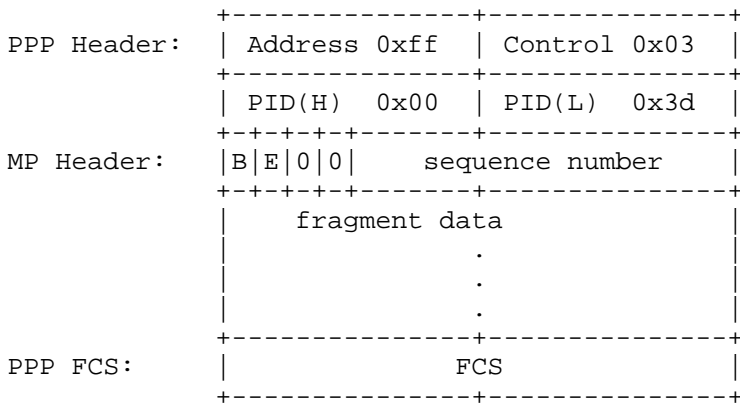 +---------------+---------------+
PPP Header:     | Address 0xff  | Control 0x03  |
                +---------------+---------------+
                | PID(H)  0x00  | PID(L)  0x3d  |
                +-+-+-+-+-------+---------------+
MP Header:      |B|E|0|0|    sequence number    |
                +-+-+-+-+-------+---------------+
                |    fragment data              |
                |               .               |
                |               .               |
                |               .               |
                +---------------+---------------+
PPP FCS:        |              FCS              |
                +---------------+---------------+